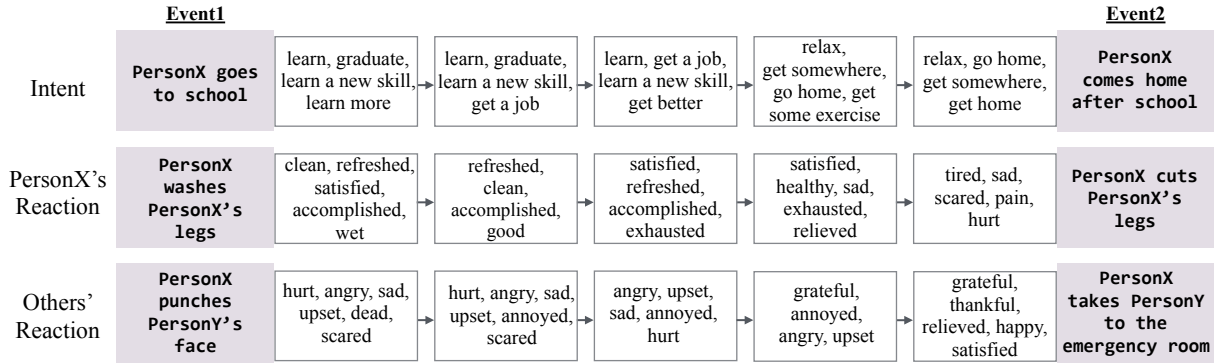 Event1
Event2
Intent
PersonX goes
to school
learn, graduate,
learn a new skill,
learn more
learn, graduate,
learn a new skill,
get a job
learn, get a job,
learn a new skill,
get better
relax,
get somewhere,
go home, get
some exercise
relax, go home,
get somewhere,
get home
PersonX
comes home
after school
PersonX's
Reaction
PersonX
washes
PersonX's
legs
clean, refreshed,
satisfied,
accomplished,
wet
refreshed,
clean,
accomplished,
good
satisfied,
refreshed,
accomplished,
exhausted
satisfied,
healthy, sad,
exhausted,
relieved
tired, sad,
scared, pain,
hurt
PersonX cuts
PersonX's
legs
Others'
Reaction
PersonX
punches
PersonY's
face
hurt, angry, sad,
upset, dead,
scared
hurt, angry, sad,
upset, annoyed,
scared
angry, upset,
sad, annoyed,
hurt
grateful,
annoyed,
angry, upset
grateful,
thankful,
relieved, happy,
satisfied
PersonX
takes PersonY
to the
emergency room